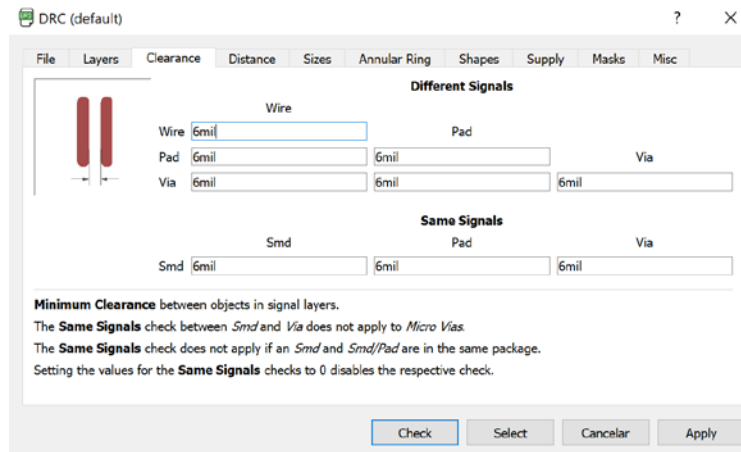 DRC (default) ? ✕
File Layers Clearance Distance Sizes Annular Ring Shapes Supply Masks Misc
Different Signals
Wire
Wire 6mil Pad
Pad 6mil 6mil Via
Via 6mil 6mil 6mil
Same Signals
Smd Pad Via
Smd 6mil 6mil 6mil
Minimum Clearance between objects in signal layers.
The Same Signals check between Smd and Via does not apply to Micro Vias.
The Same Signals check does not apply if an Smd and Smd/Pad are in the same package.
Setting the values for the Same Signals checks to 0 disables the respective check.
Check Select Cancelar Apply